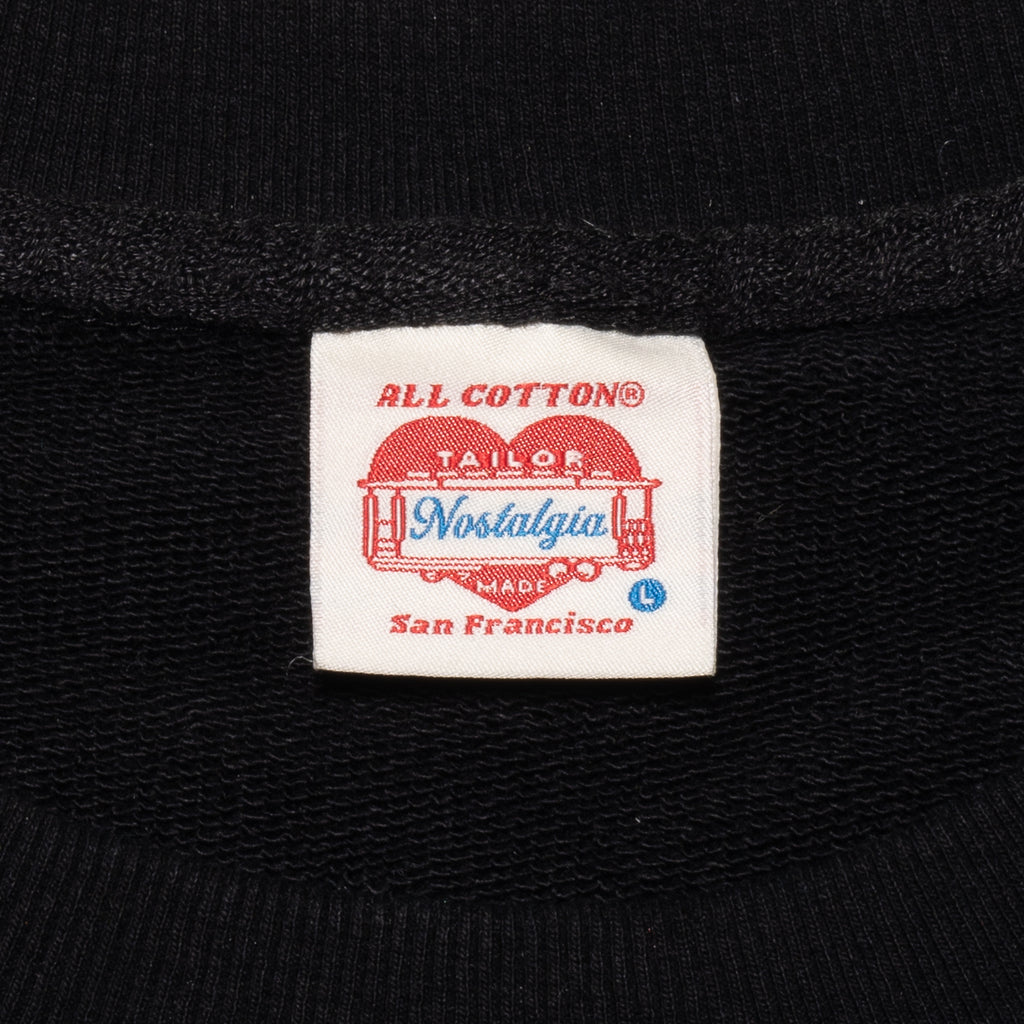 ALL COTTON®
TAILOR
Nostalgia
MADE
L
San Francisco